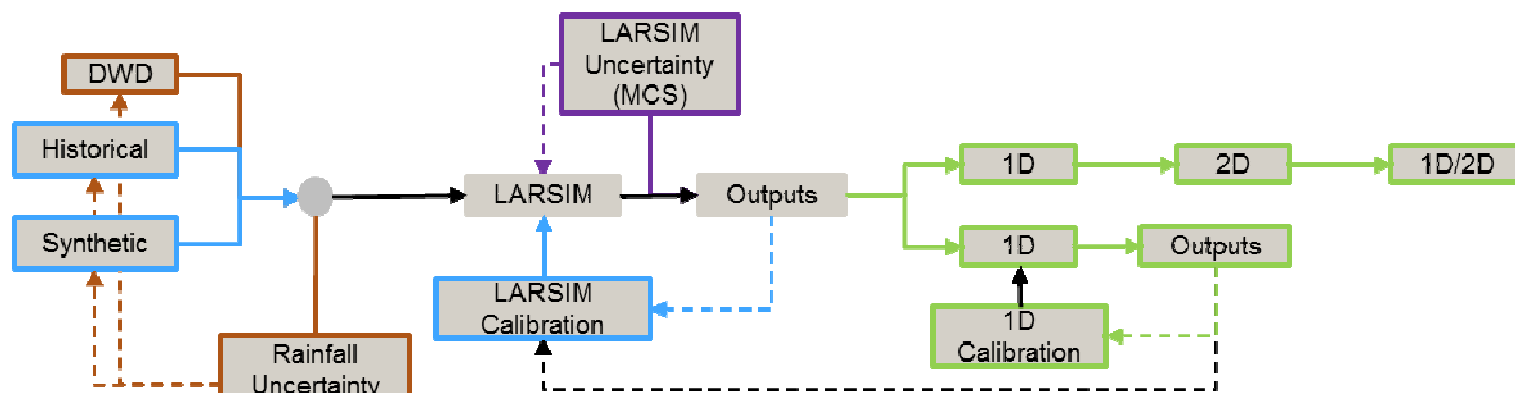 DWD
Historical
Synthetic
Rainfall
Uncertainty
LARSIM
Uncertainty
(MCS)
LARSIM
LARSIM
Calibration
Outputs
1D
2D
1D/2D
1D
Outputs
1D
Calibration